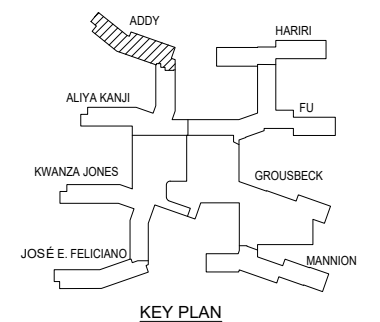 ADDY
HARIRI
ALIYA KANJI
FU
KWANZA JONES
GROUSBECK
JOSÉ E. FELICIANO
MANNION
KEY PLAN